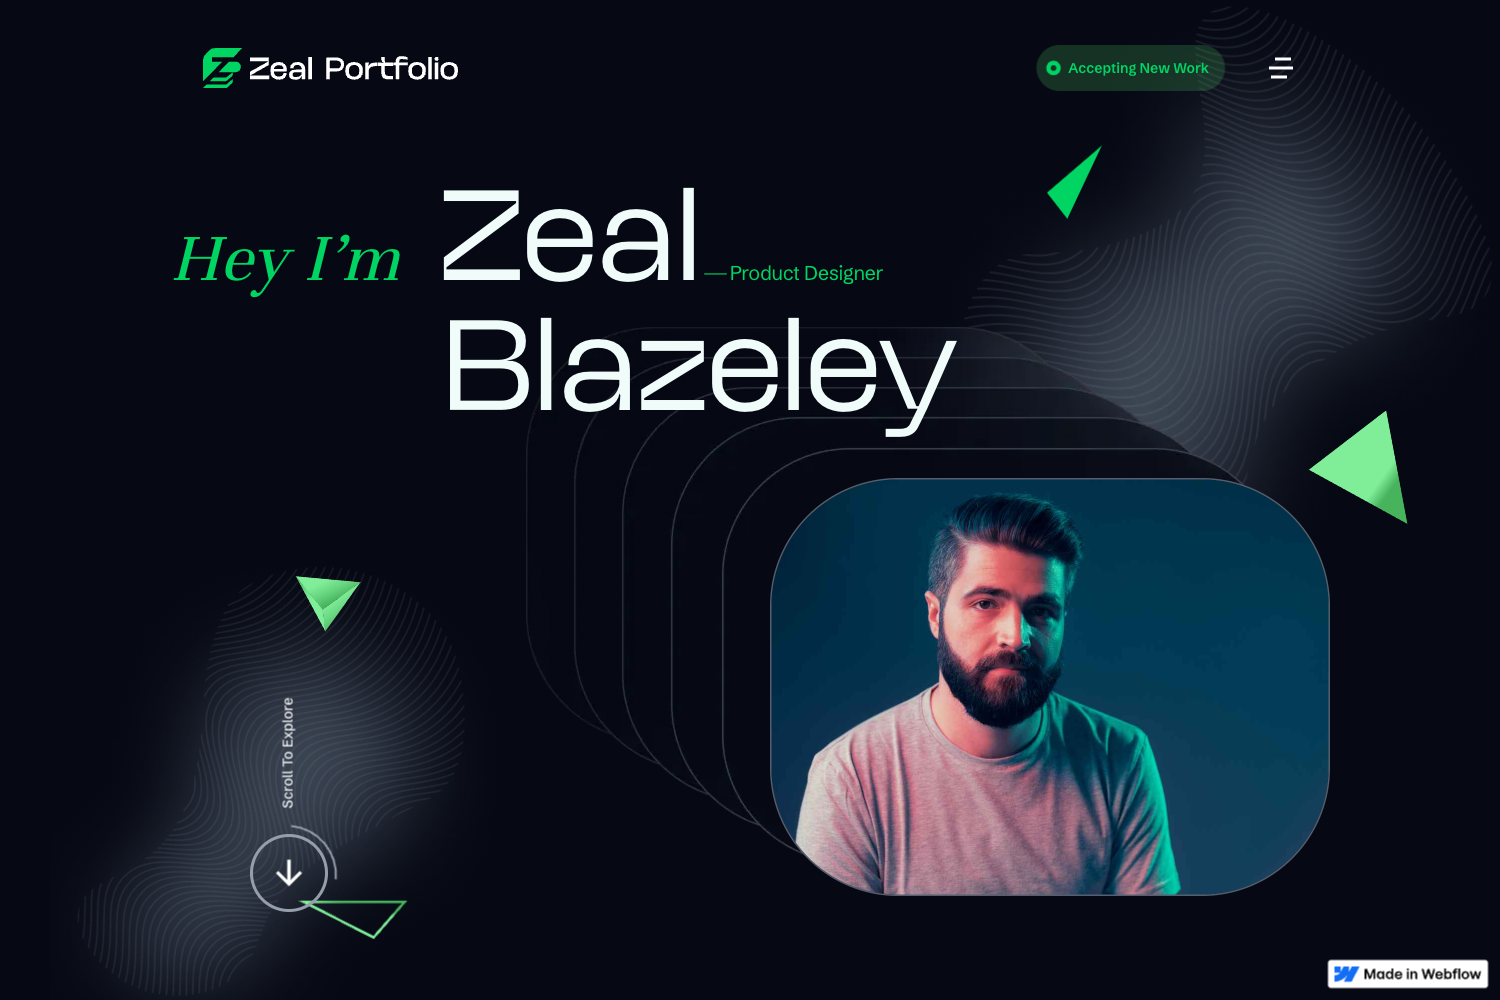 Zeal Portfolio
Accepting New Work
Hey I’m
Zeal
— Product Designer
Blazeley
Scroll To Explore
Made in Webflow